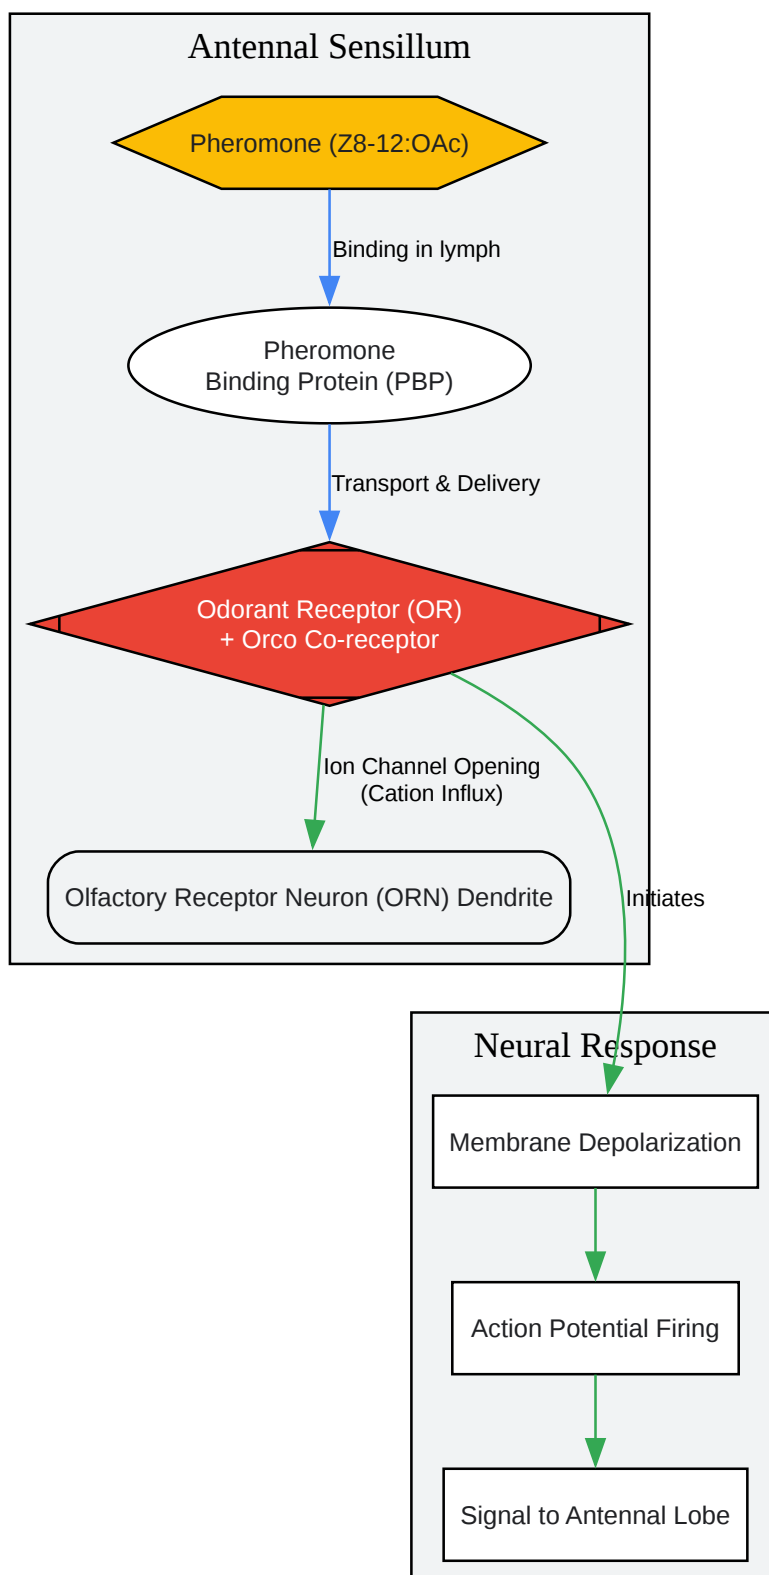 Antennal Sensillum
Pheromone (Z8-12:OAc)
Binding in lymph
Pheromone
Binding Protein (PBP)
Transport & Delivery
Odorant Receptor (OR)
+ Orco Co-receptor
Ion Channel Opening
(Cation Influx)
Olfactory Receptor Neuron (ORN) Dendrite
Initiates
Neural Response
Membrane Depolarization
Action Potential Firing
Signal to Antennal Lobe